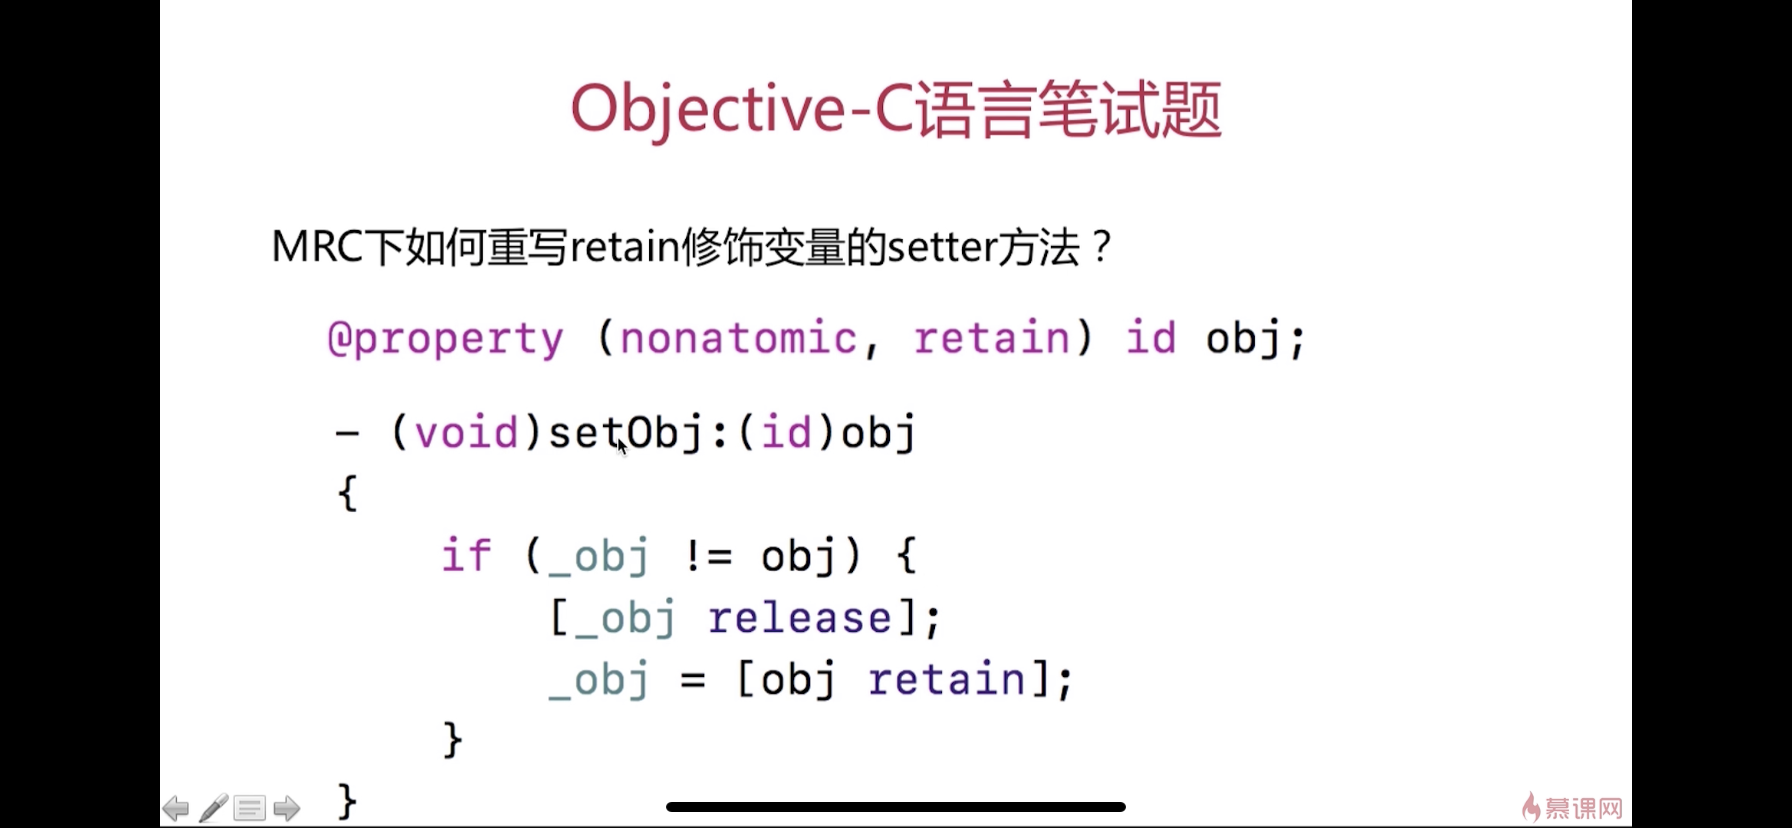 Objective-C语言笔试题
MRC下如何重写retain修饰变量的setter方法？
@property (nonatomic, retain) id obj;
- (void)setObj:(id)obj
{
if (_obj != obj) {
[_obj release];
_obj = [obj retain];
}
}
慕课网